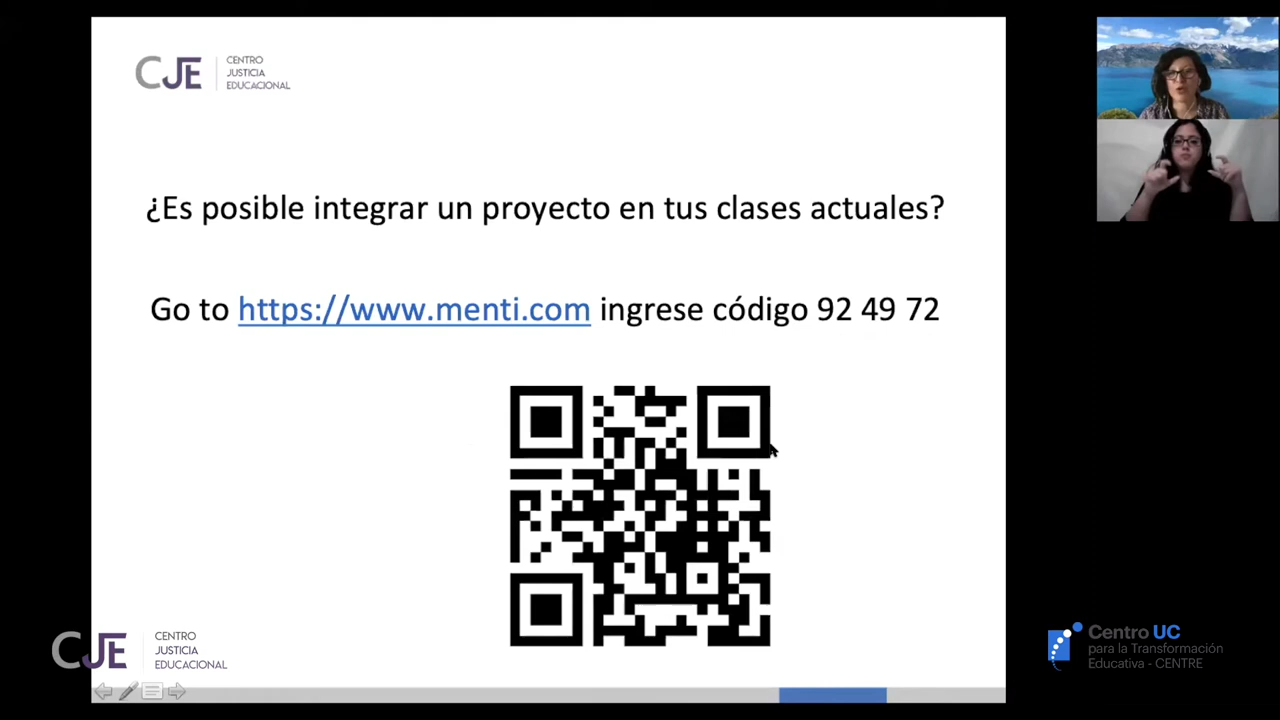 CJE
CENTRO
JUSTICIA
EDUCACIONAL
¿Es posible integrar un proyecto en tus clases actuales?
Go to https://www.menti.com ingrese código 92 49 72
CJE
CENTRO
JUSTICIA
EDUCACIONAL
Centro UC
para la Transformación
Educativa - CENTRE